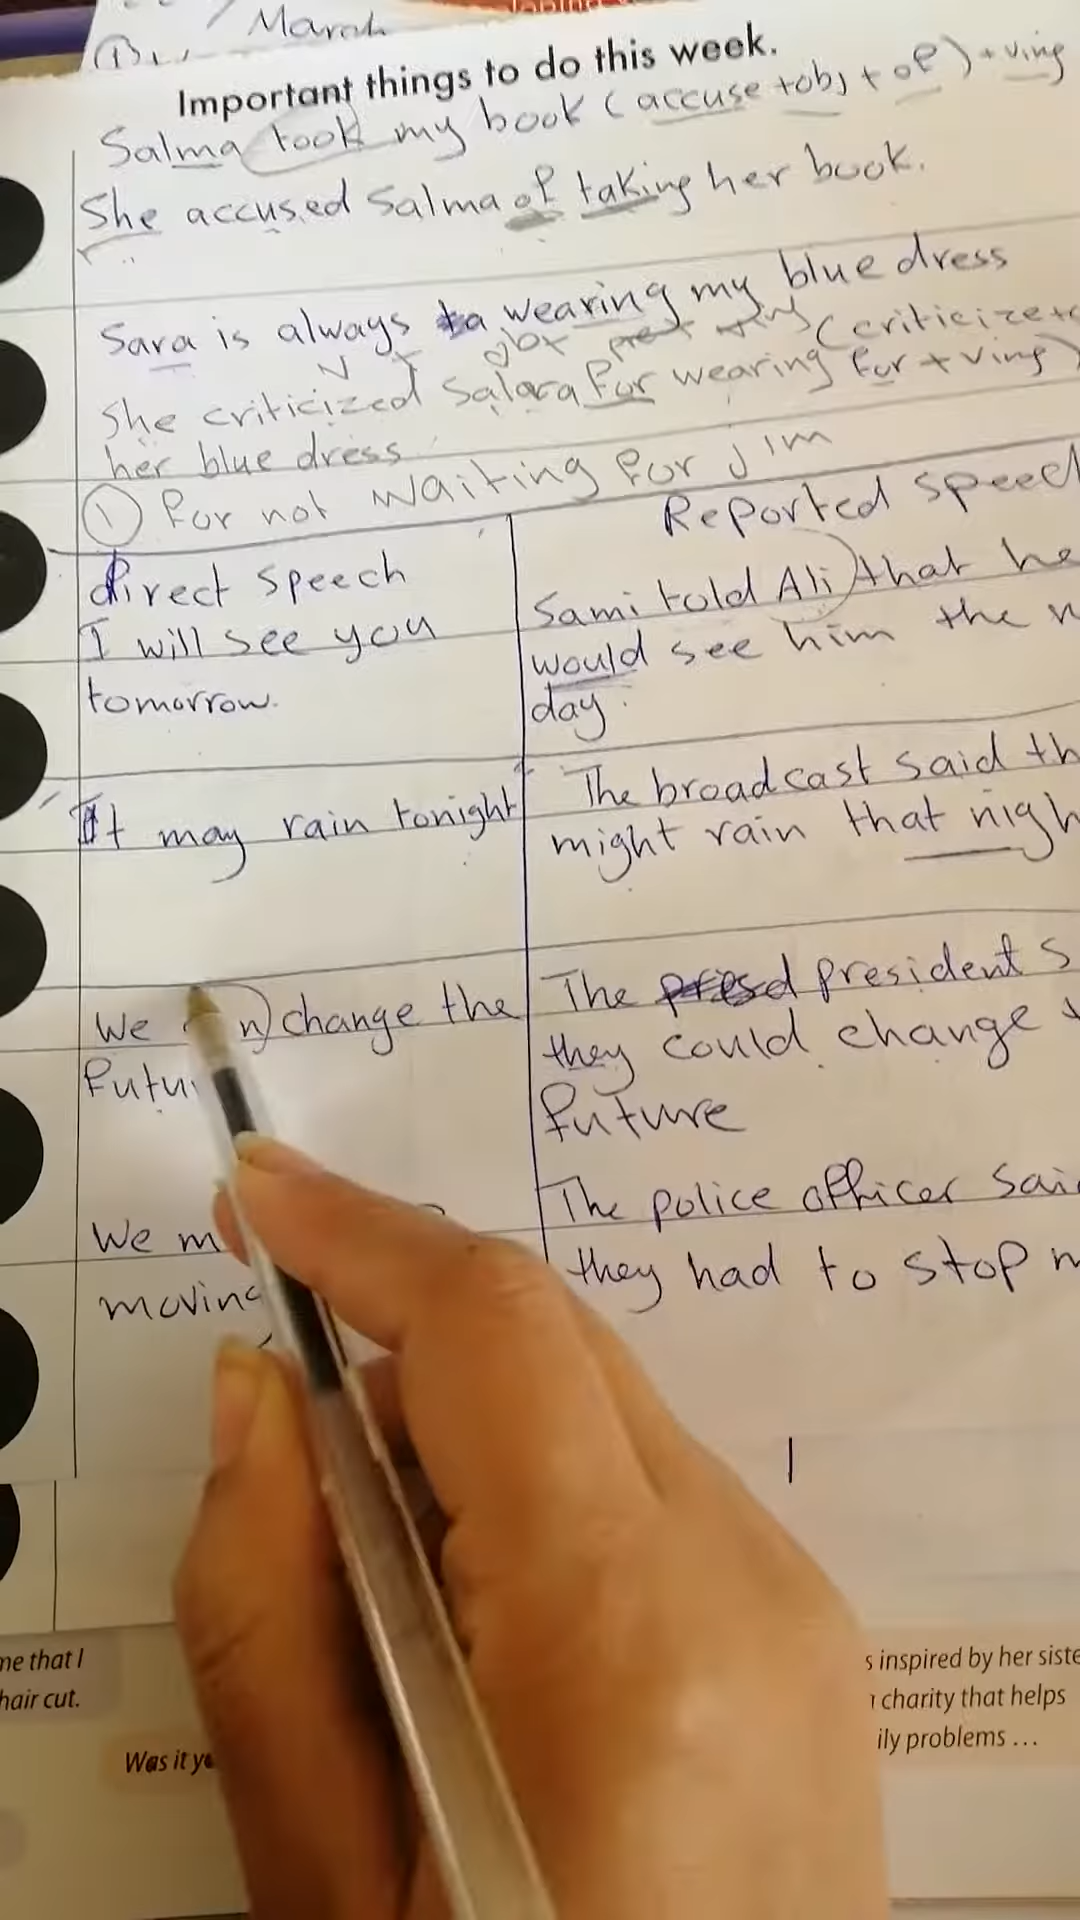 March
Important things to do this week.
Salma took my book (accuse + obj + of) + ving
She accused Salma of taking her book.
Sara is always wearing my blue dress
(criticize +
She criticized for wearing for + ving)
her blue dress.
① for not waiting for jim
direct speech
Reported speech
I will see you
tomorrow.
Sami told Ali that he
would see him the
day.
It may rain tonight
The broadcast said th
might rain that nigh
We change the
Futu
The president s
they could change
future
We m
moving
The police officer said
they had to stop m
me that I
hair cut.
Was it yo
s inspired by her siste
charity that helps
ily problems ...